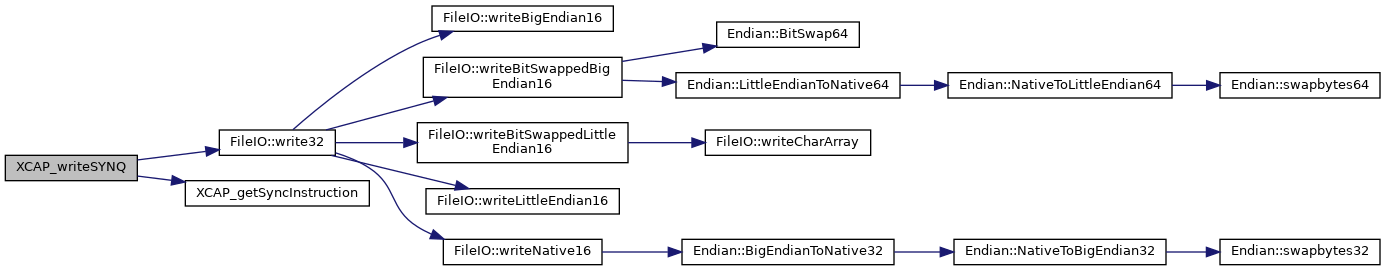 FileIO::writeBigEndian16
Endian::BitSwap64
FileIO::writeBitSwappedBig
Endian16
Endian::LittleEndianToNative64
Endian::NativeToLittleEndian64
Endian::swapbytes64
FileIO::write32
FileIO::writeBitSwappedLittle
Endian16
FileIO::writeCharArray
XCAP_writeSYNQ
XCAP_getSyncInstruction
FileIO::writeLittleEndian16
FileIO::writeNative16
Endian::BigEndianToNative32
Endian::NativeToBigEndian32
Endian::swapbytes32